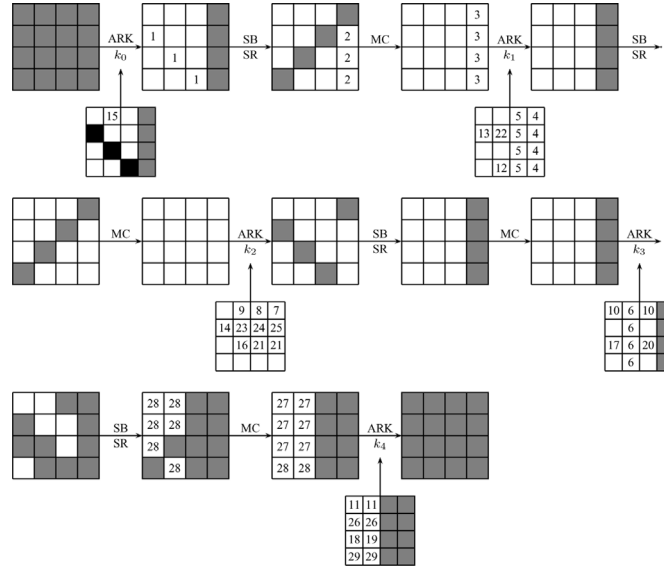 ARK SB MC ARK SB
k₀ SR k₁ SR
1 2 3
1 2 3
1 2 3
3
15
5 4
13 22 5 4
5 4
12 5 4
MC ARK SB MC ARK
k₂ SR k₃
9 8 7
14 23 24 25
16 21 21
10 6 10
6
17 6 20
6
SB MC ARK
SR k₄
28 28 27 27
28 28 27 27
28 27 27
28 28 28
11 11
26 26
18 19
29 29